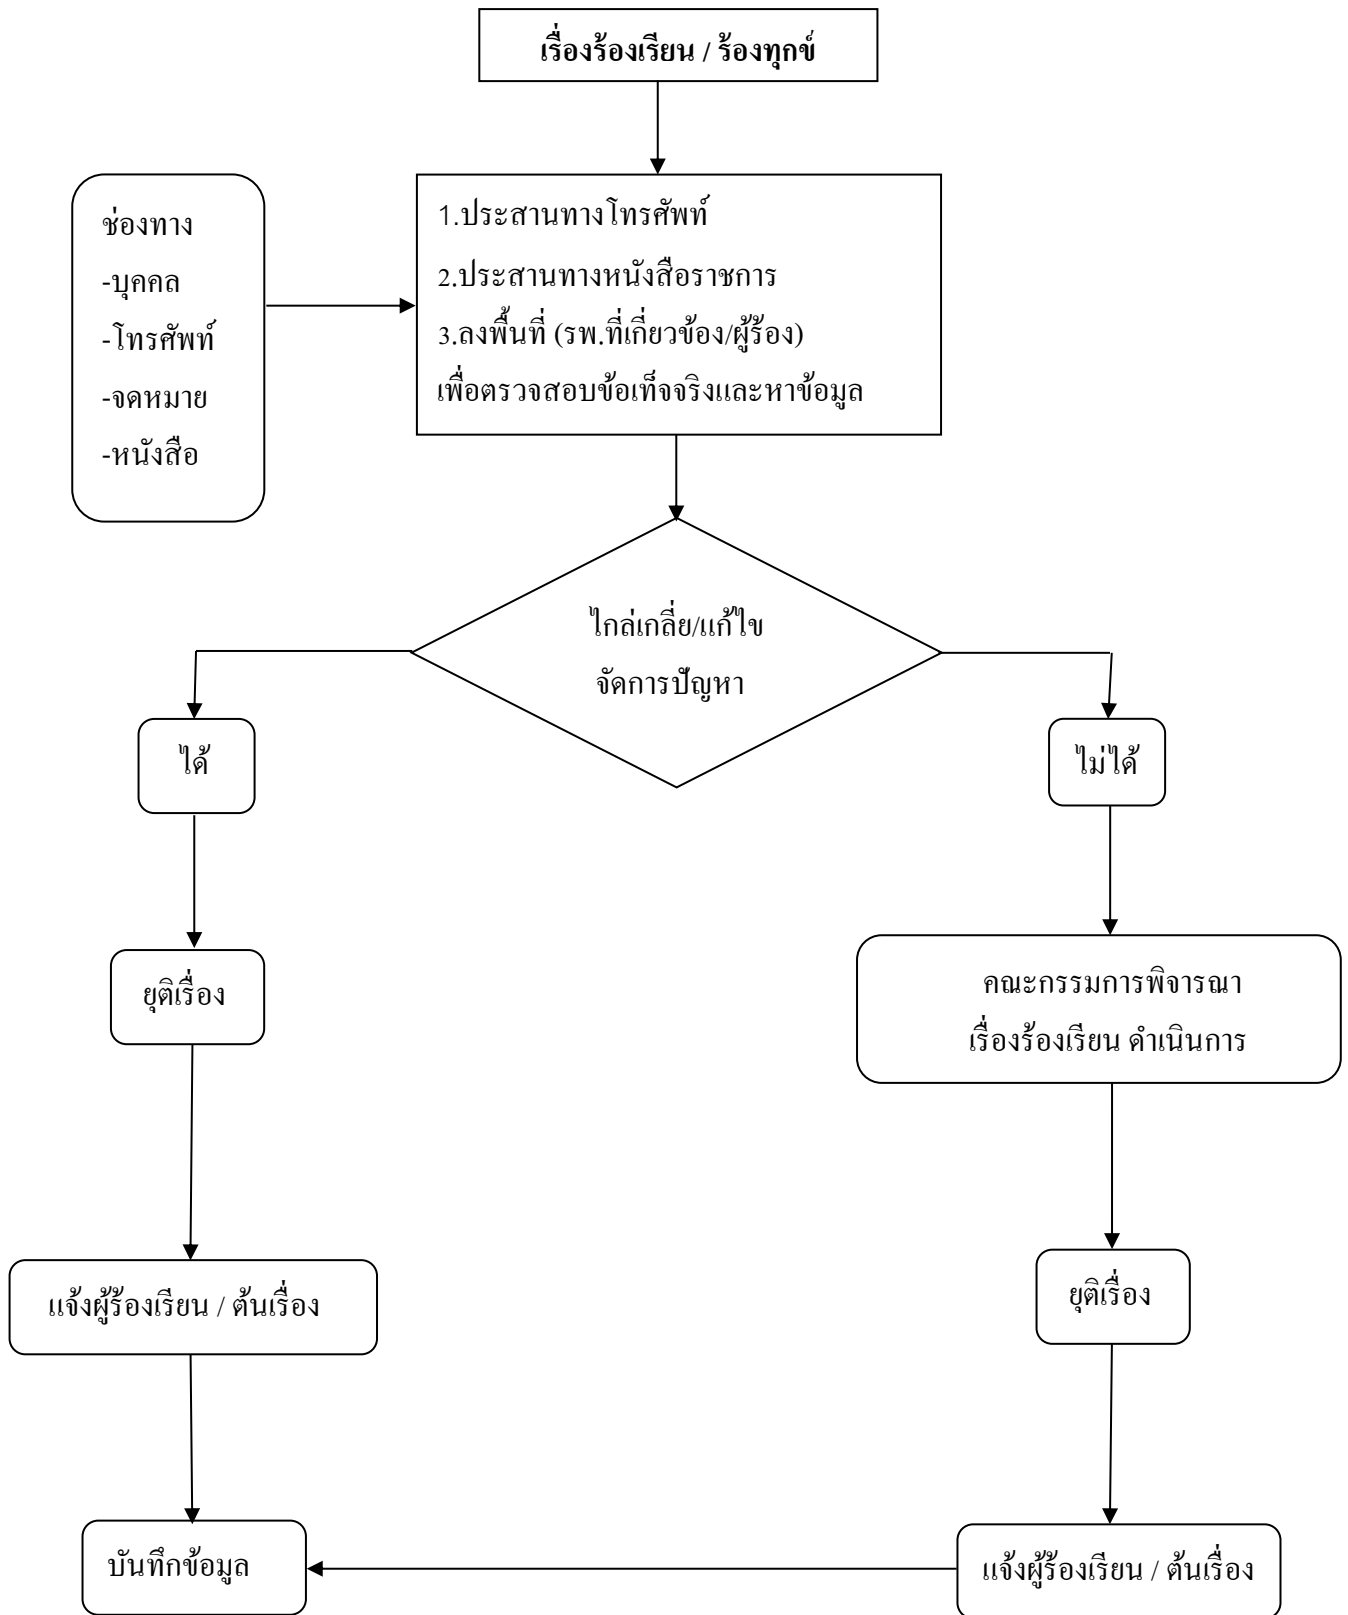 เรื่องร้องเรียน / ร้องทุกข์
ช่องทาง
-บุคคล
-โทรศัพท์
-จดหมาย
-หนังสือ
1.ประสานทางโทรศัพท์
2.ประสานทางหนังสือราชการ
3.ลงพื้นที่ (รพ.ที่เกี่ยวข้อง/ผู้ร้อง)
เพื่อตรวจสอบข้อเท็จจริงและหาข้อมูล
ไกล่เกลี่ย/แก้ไข
จัดการปัญหา
ได้
ไม่ได้
ยุติเรื่อง
คณะกรรมการพิจารณา
เรื่องร้องเรียน ดำเนินการ
แจ้งผู้ร้องเรียน / ต้นเรื่อง
ยุติเรื่อง
บันทึกข้อมูล
แจ้งผู้ร้องเรียน / ต้นเรื่อง